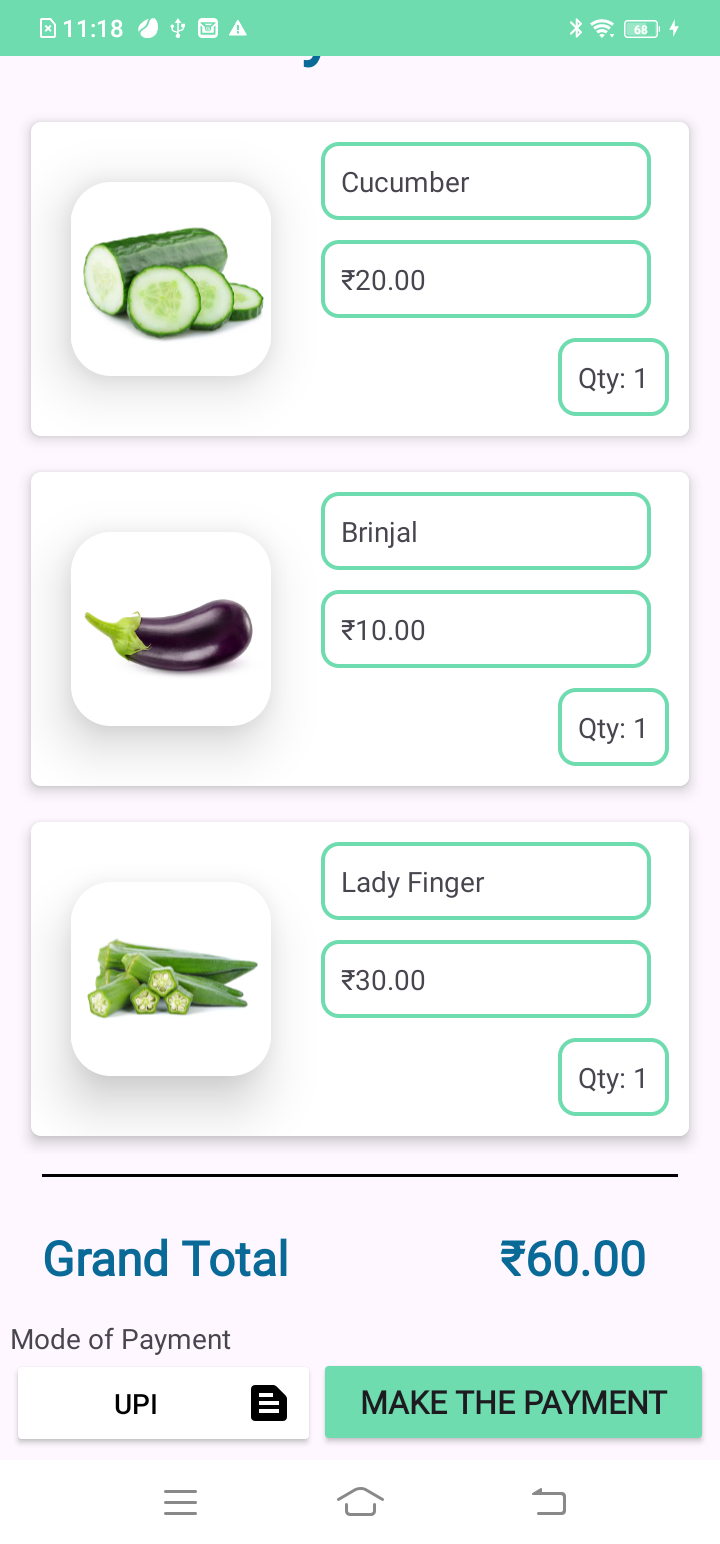 11:18
68
Cucumber
₹20.00
Qty: 1
Brinjal
₹10.00
Qty: 1
Lady Finger
₹30.00
Qty: 1
Grand Total ₹60.00
Mode of Payment
UPI MAKE THE PAYMENT